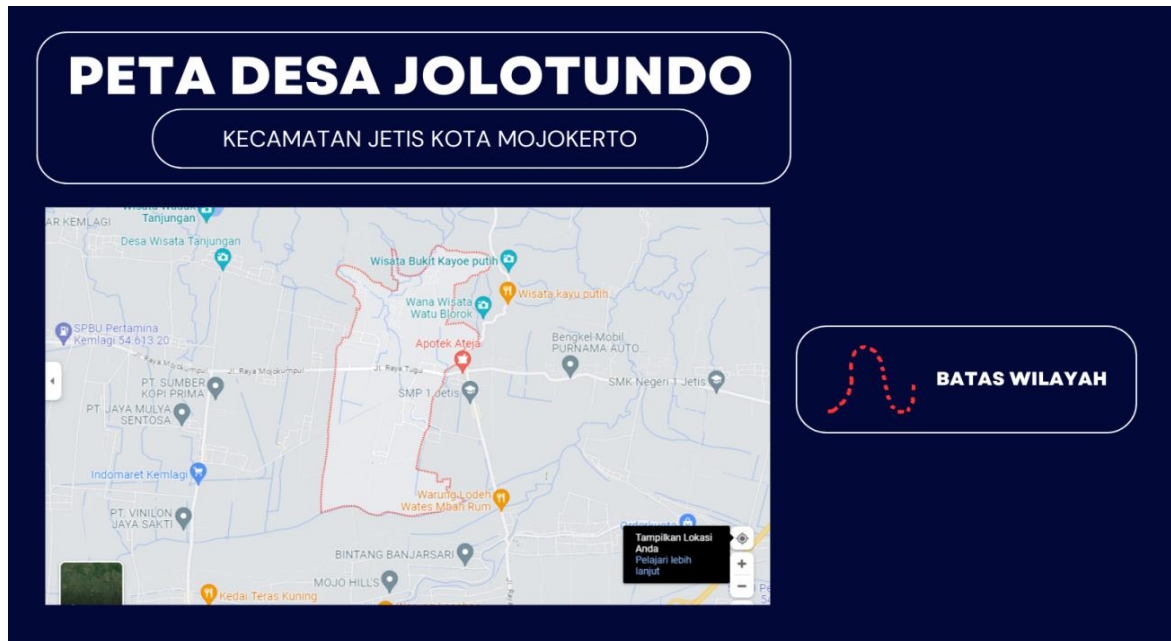 PETA DESA JOLOTUNDO
KECAMATAN JETIS KOTA MOJOKERTO
Tanjungan
AR KEMLAGI
Desa Wisata Tanjungan
Wisata Bukit Kayoe putih
Wisata kayu putih
Wana Wisata
Watu Blorok
SPBU Pertamina
Kemlagi 54.613.20
Apotek Ateja
Bengkel Mobil
PURNAMA AUTO...
Jl. Raya Mojokumpul
Jl. Raya Mojokumpul
Jl. Raya Tugu
PT. SUMBER
KOPI PRIMA
SMP 1 Jetis
SMK Negeri 1 Jetis
PT. JAYA MULYA
SENTOSA
Indomaret Kemlagi
Warung Lodeh
Wates Mbah Rum
PT. VINILON
JAYA SAKTI
Tampilkan Lokasi
Anda
Pelajari lebih
lanjut
BINTANG BANJARSARI
MOJO HILL'S
Kedai Teras Kuning
BATAS WILAYAH